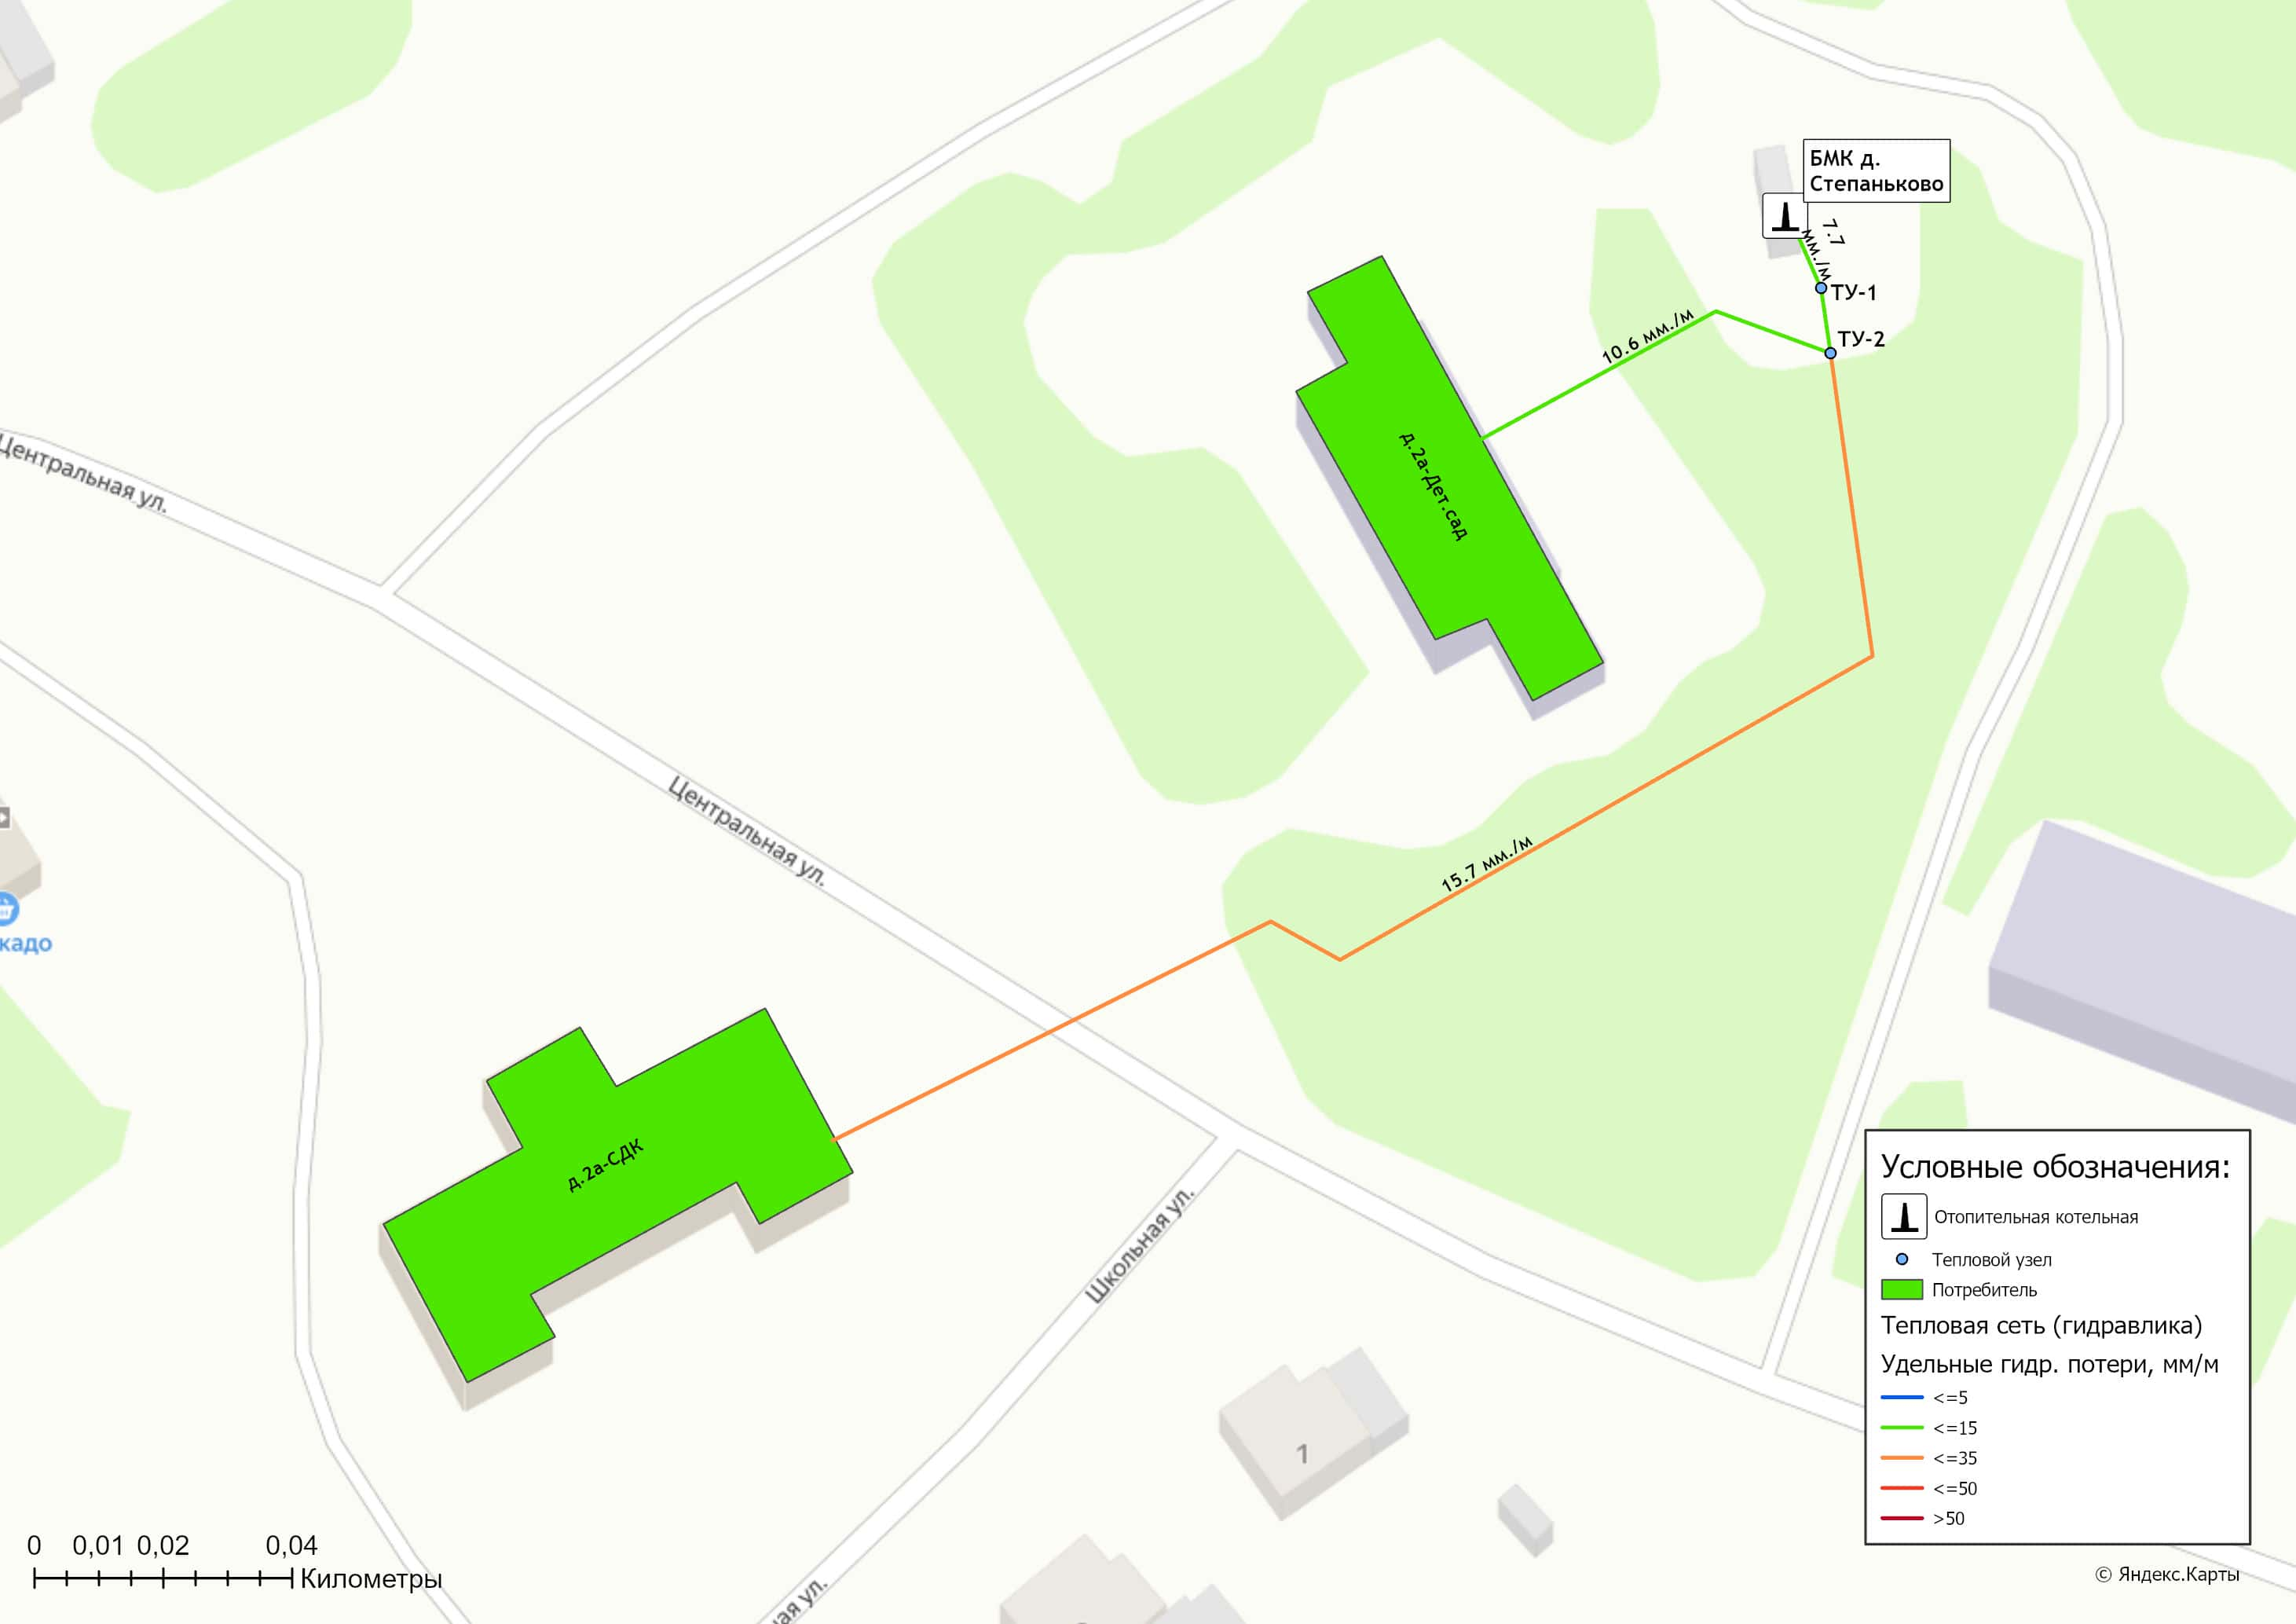 БМК д.
Степаньково
7.7
мм./м
ТУ-1
ТУ-2
10.6 мм./м
д.2а-Дет.сад
Центральная ул.
Центральная ул.
15.7 мм./м
кадо
д.2а-СДК
Школьная ул.
1
ная ул.
Условные обозначения:
Отопительная котельная
Тепловой узел
Потребитель
Тепловая сеть (гидравлика)
Удельные гидр. потери, мм/м
<=5
<=15
<=35
<=50
>50
0 0,01 0,02 0,04
Километры
© Яндекс.Карты